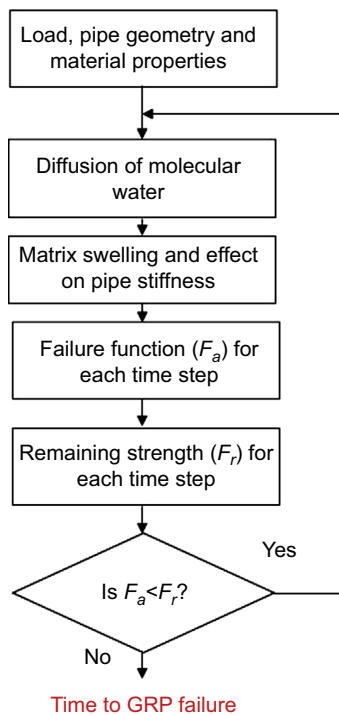 Load, pipe geometry and
material properties
Diffusion of molecular
water
Matrix swelling and effect
on pipe stiffness
Failure function (Fa) for
each time step
Remaining strength (Fr) for
each time step
Yes
Is Fa<Fr?
No
Time to GRP failure